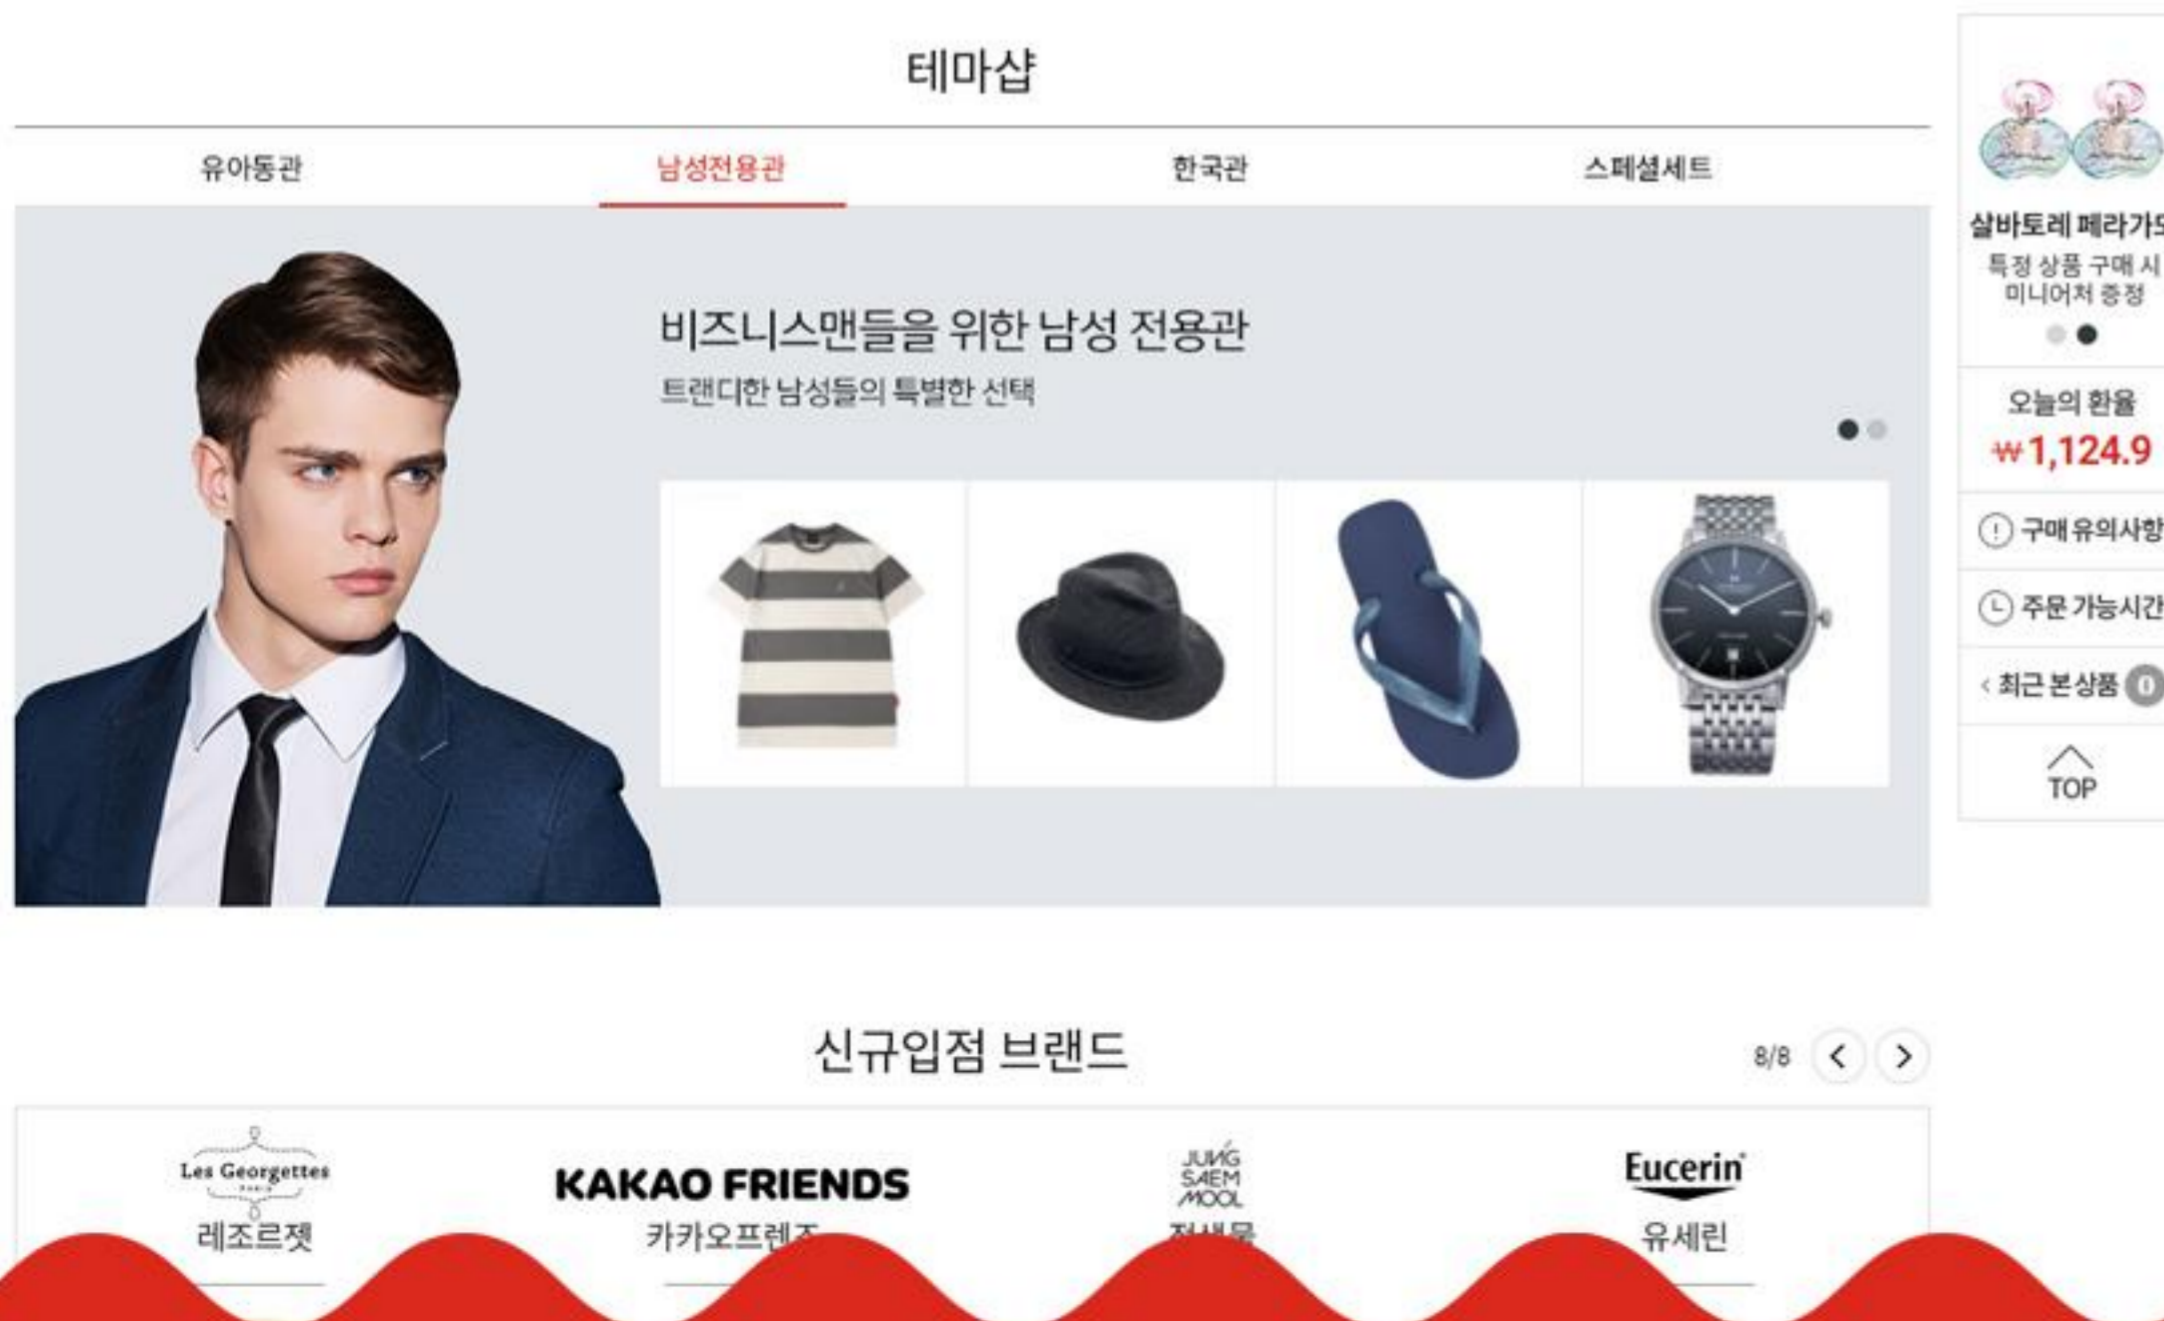 테마샵
유아동관
남성전용관
한국관
스페셜세트
비즈니스맨들을 위한 남성 전용관
트랜디한 남성들의 특별한 선택
살바토레
특정 상품 구매 시
미니어처 증정
오늘의 환율
₩1,124.9
구매 유의사항
주문 가능시간
< 최근 본 상품 0
TOP
신규입점 브랜드
8/8 < >
Les Georgettes
PARIS
레조르젯
KAKAO FRIENDS
JUNG
SAEM
MOOL
Eucerin
유세린